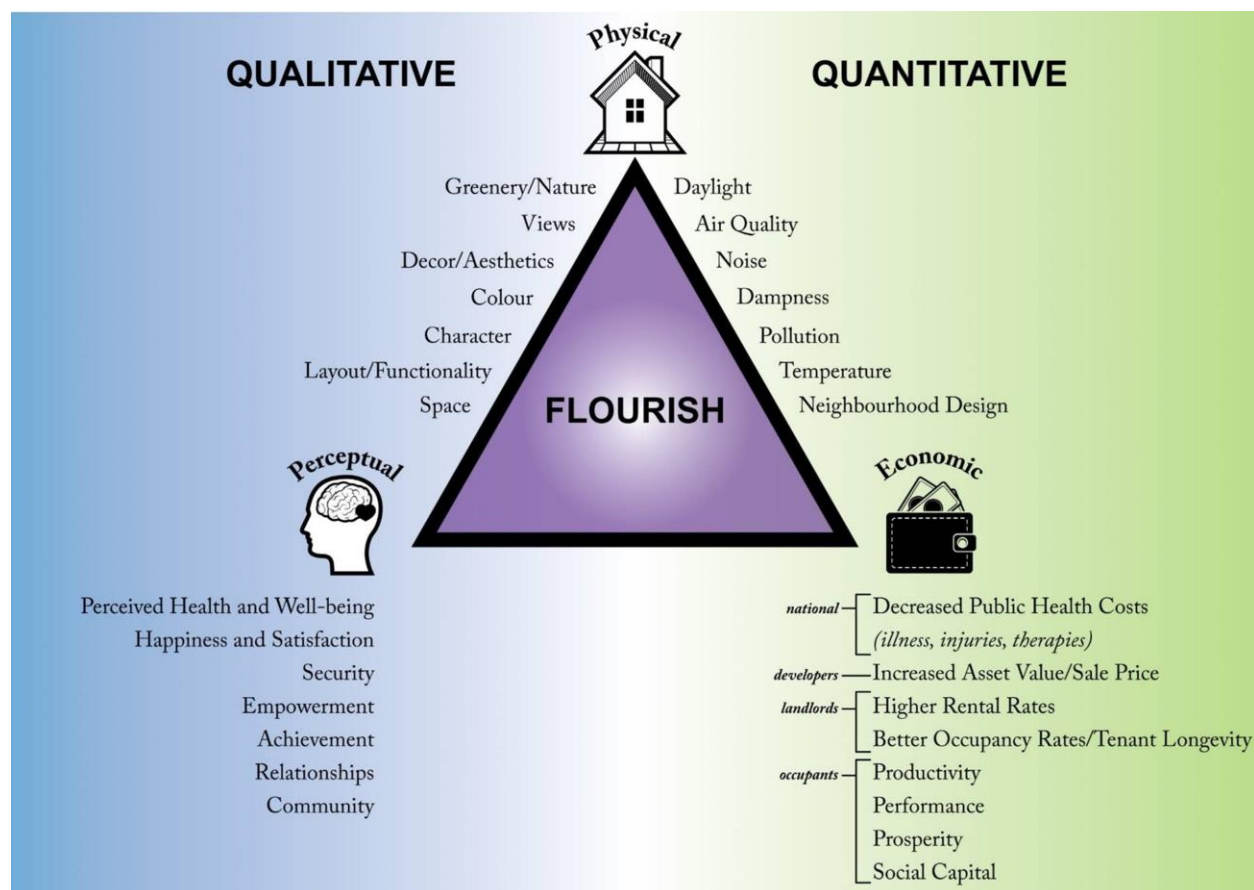 Physical
QUALITATIVE
QUANTITATIVE
Greenery/Nature
Views
Decor/Aesthetics
Colour
Character
Layout/Functionality
Space
Daylight
Air Quality
Noise
Dampness
Pollution
Temperature
Neighbourhood Design
FLOURISH
Perceptual
Perceived Health and Well-being
Happiness and Satisfaction
Security
Empowerment
Achievement
Relationships
Community
Economic
national
Decreased Public Health Costs
(illness, injuries, therapies)
developers
Increased Asset Value/Sale Price
landlords
Higher Rental Rates
Better Occupancy Rates/Tenant Longevity
occupants
Productivity
Performance
Prosperity
Social Capital